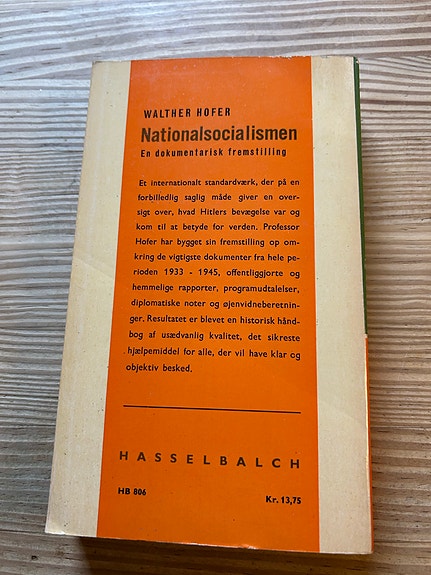 WALTHER HOFER
Nationalsocialismen
En dokumentarisk fremstilling
Et internationalt standardværk, der på en
forbilledlig saglig måde giver en over-
sigt over, hvad Hitlers bevægelse var og
kom til at betyde for verden. Professor
Hofer har bygget sin fremstilling op om-
kring de vigtigste dokumenter fra hele pe-
rioden 1933 - 1945, offentliggjorte og
hemmelige rapporter, programudtalelser,
diplomatiske noter og øjenvidneberetnin-
ger. Resultatet er blevet en historisk hånd-
bog af usædvanlig kvalitet, det sikreste
hjælpemiddel for alle, der vil have klar og
objektiv besked.
HASSELBALCH
HB 806 Kr. 13,75